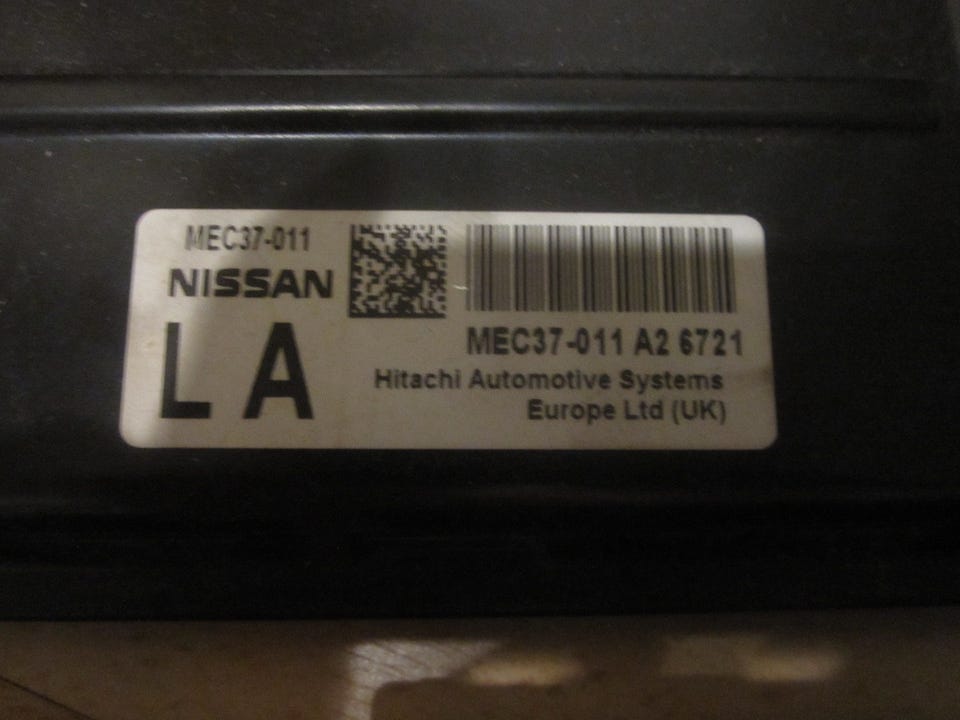 MEC37-011
NISSAN
LA
MEC37-011 A2 6721
Hitachi Automotive Systems
Europe Ltd (UK)